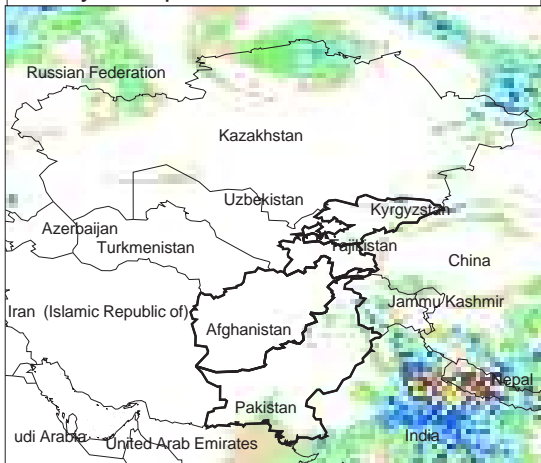 Russian Federation
Kazakhstan
Uzbekistan
Kyrgyzstan
Azerbaijan
Turkmenistan
Tajikistan
China
Iran (Islamic Republic of)
Jammu Kashmir
Afghanistan
Nepal
Pakistan
udi Arabia
United Arab Emirates
India